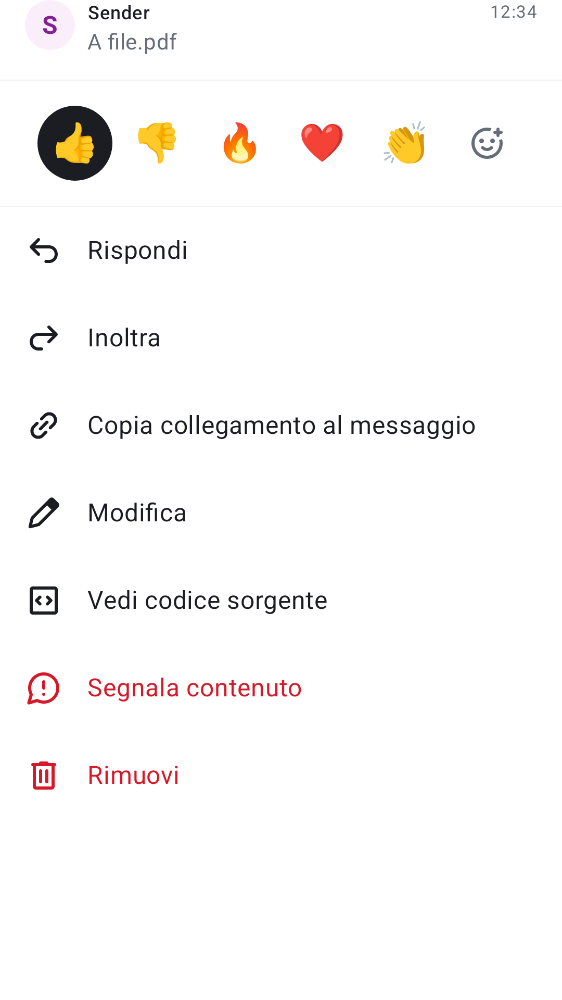 S
Sender
12:34
A file.pdf
Rispondi
Inoltra
Copia collegamento al messaggio
Modifica
Vedi codice sorgente
Segnala contenuto
Rimuovi